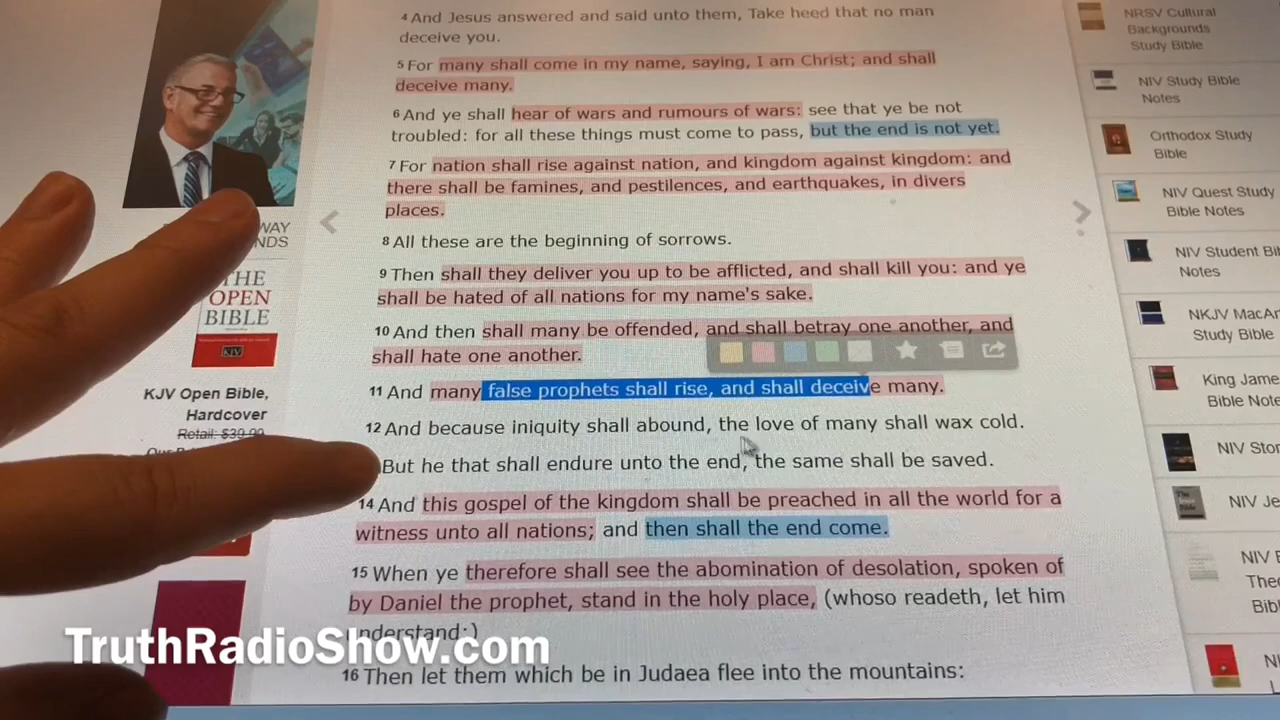 4 And Jesus answered and said unto them, Take heed that no man
deceive you.
5 For many shall come in my name, saying, I am Christ; and shall
deceive many.
6 And ye shall hear of wars and rumours of wars: see that ye be not
troubled: for all these things must come to pass, but the end is not yet.
7 For nation shall rise against nation, and kingdom against kingdom: and
there shall be famines, and pestilences, and earthquakes, in divers
places.
8 All these are the beginning of sorrows.
9 Then shall they deliver you up to be afflicted, and shall kill you: and ye
shall be hated of all nations for my name's sake.
10 And then shall many be offended, and shall betray one another, and
shall hate one another.
11 And many false prophets shall rise, and shall deceive many.
12 And because iniquity shall abound, the love of many shall wax cold.
But he that shall endure unto the end, the same shall be saved.
14 And this gospel of the kingdom shall be preached in all the world for a
witness unto all nations; and then shall the end come.
15 When ye therefore shall see the abomination of desolation, spoken of
by Daniel the prophet, stand in the holy place, (whoso readeth, let him
understand:)
16 Then let them which be in Judaea flee into the mountains:
THE
OPEN
BIBLE
KJV
KJV Open Bible,
Hardcover
Retail: $39.99
NRSV Cultural
Backgrounds
Study Bible
NIV Study Bible
Notes
Orthodox Study
Bible
NIV Quest Study
Bible Notes
NIV Student
Notes
Study Bible
King
Bible
NIV
NIV
NIV
TruthRadioShow.com